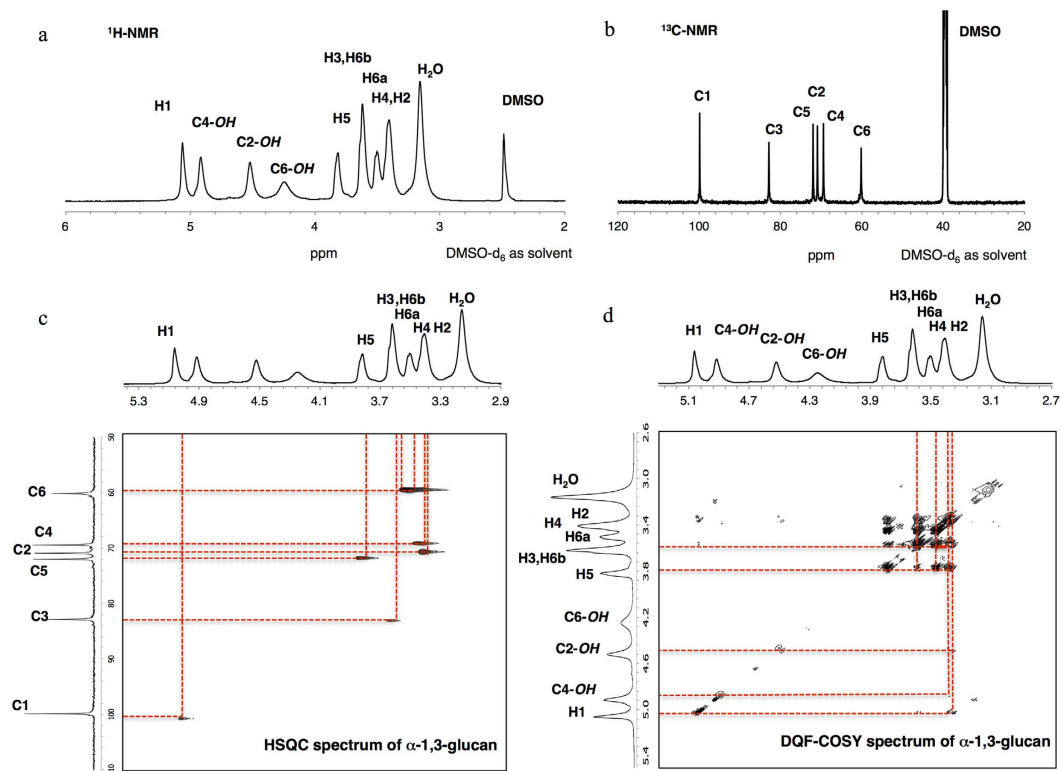 a
¹H-NMR
H3,H6b
H6a
H₂O
H4,H2
DMSO
H1
C4-OH
C2-OH
C6-OH
H5
6 5 4 3 2
ppm
DMSO-d₆ as solvent
b
¹³C-NMR
DMSO
C1
C2
C5
C3
C4
C6
120 100 80 60 40 20
ppm
DMSO-d₆ as solvent
c
H3,H6b
H₂O
H6a
H1
H5
H4 H2
5.3 4.9 4.5 4.1 3.7 3.3 2.9
50
60
70
80
90
100
10
C6
C4
C2
C5
C3
C1
HSQC spectrum of α-1,3-glucan
d
H3,H6b
H₂O
H6a
H1
C4-OH
C2-OH
C6-OH
H5
H4 H2
5.1 4.7 4.3 3.9 3.5 3.1 2.7
2.6
3.0
3.4
3.8
4.2
4.6
5.0
5.4
H₂O
H2
H4
H6a
H3,H6b
H5
C6-OH
C2-OH
C4-OH
H1
DQF-COSY spectrum of α-1,3-glucan